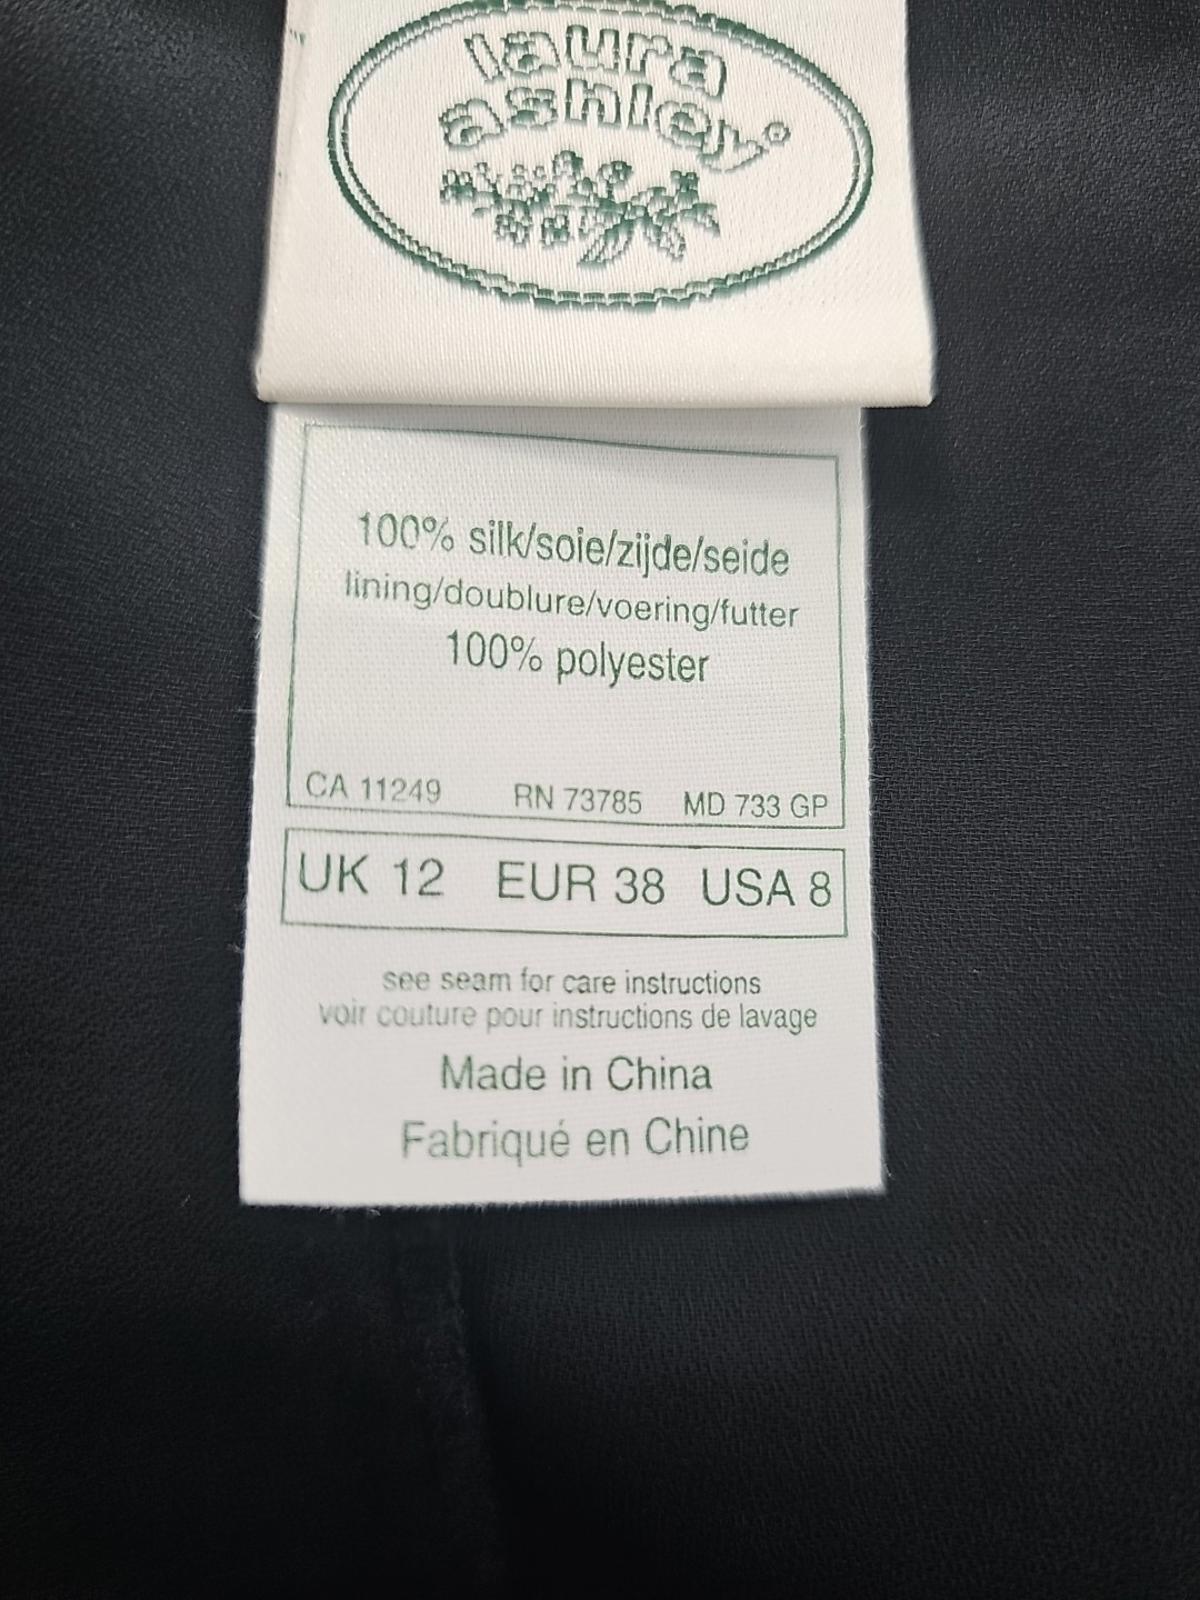 laura
ashley®
100% silk/soie/zijde/seide
lining/doublure/voering/futter
100% polyester
CA 11249 RN 73785 MD 733 GP
UK 12 EUR 38 USA 8
see seam for care instructions
voir couture pour instructions de lavage
Made in China
Fabriqué en Chine